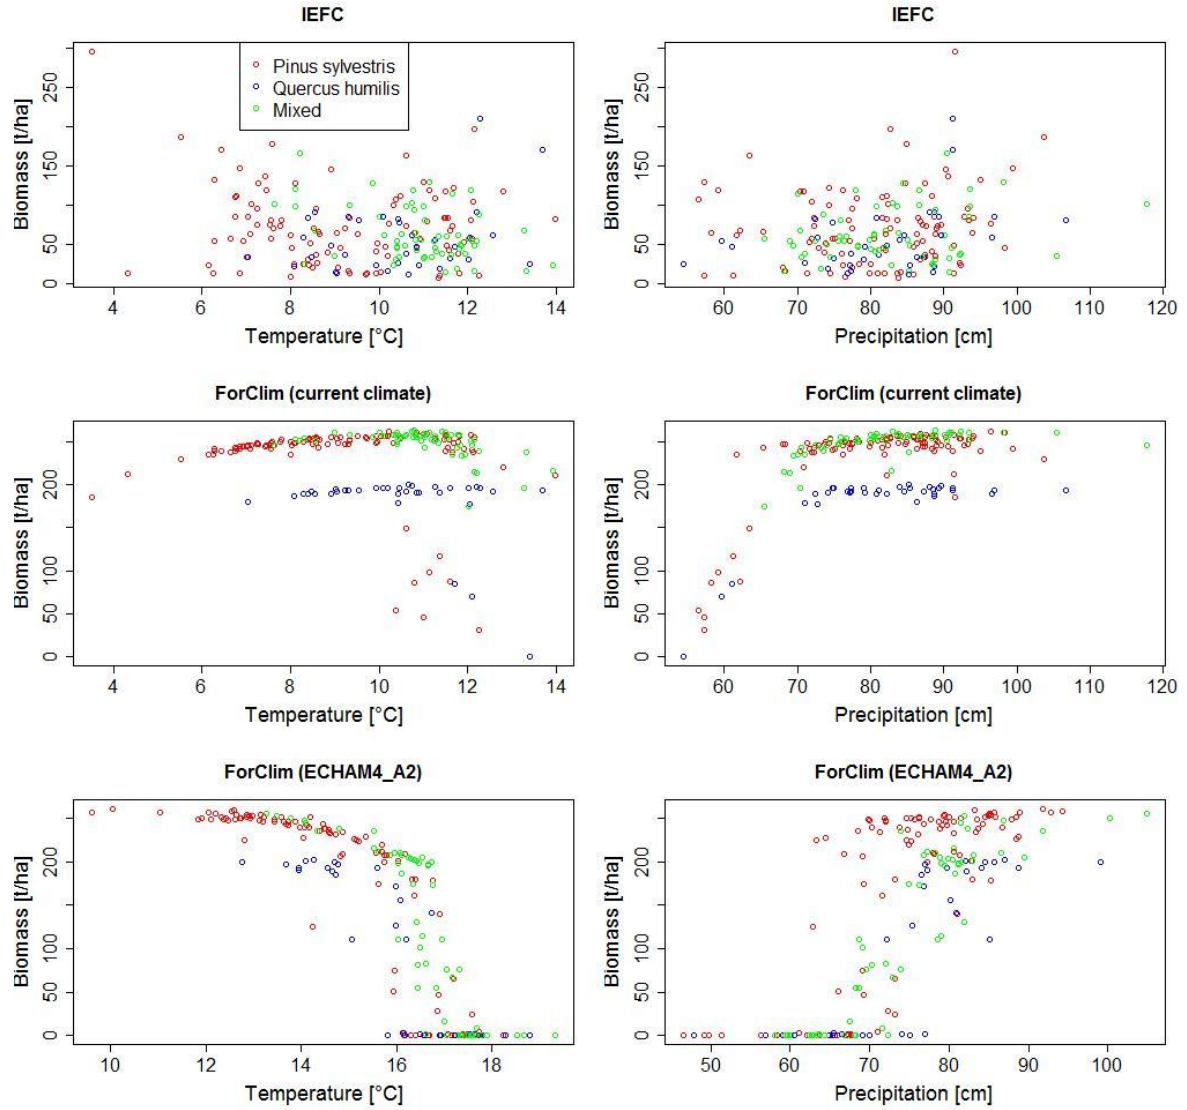 IEFC
IEFC
Pinus sylvestris
Quercus humilis
Mixed
Biomass [t/ha]
0 50 150 250
4 6 8 10 12 14
Temperature [°C]
Biomass [t/ha]
0 50 150 250
60 70 80 90 100 110 120
Precipitation [cm]
ForClim (current climate)
ForClim (current climate)
Biomass [t/ha]
0 50 100 200
4 6 8 10 12 14
Temperature [°C]
Biomass [t/ha]
0 50 100 200
60 70 80 90 100 110 120
Precipitation [cm]
ForClim (ECHAM4_A2)
ForClim (ECHAM4_A2)
Biomass [t/ha]
0 50 100 200
10 12 14 16 18
Temperature [°C]
Biomass [t/ha]
0 50 100 200
50 60 70 80 90 100
Precipitation [cm]